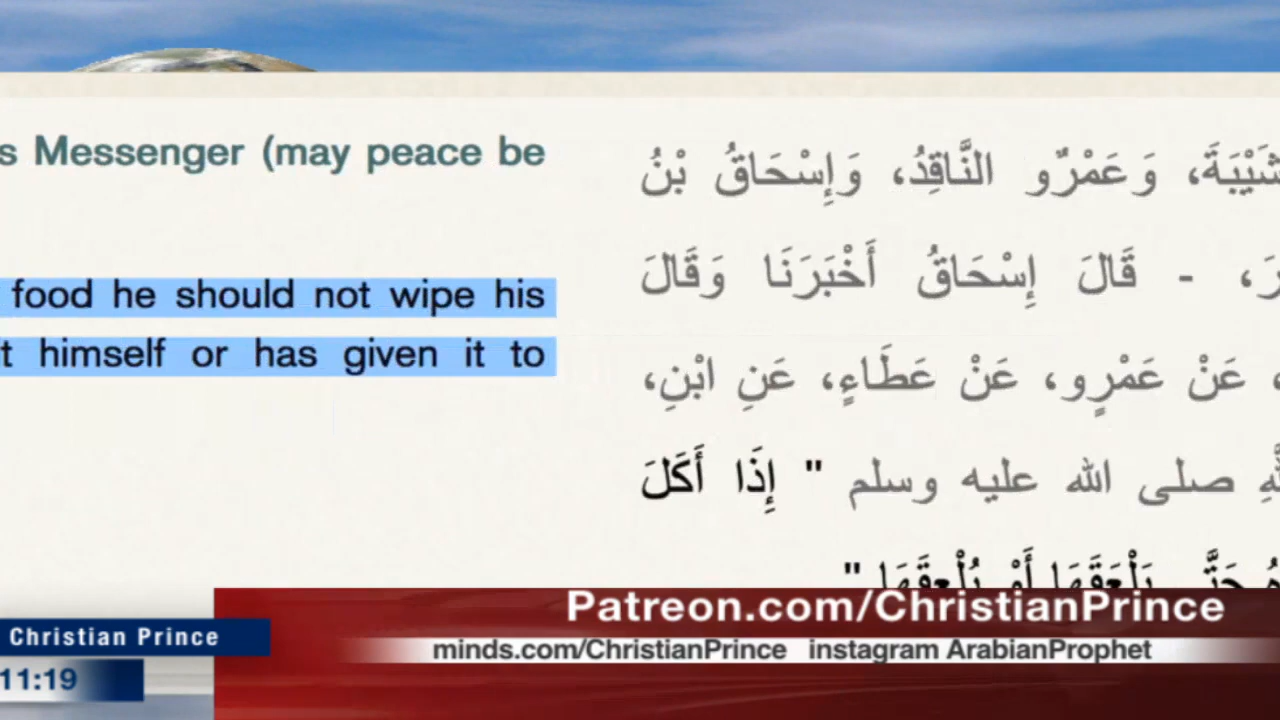 s Messenger (may peace be
food he should not wipe his
t himself or has given it to
شَيْبَةَ، وَعَمْرٌو النَّاقِدُ، وَإِسْحَاقُ بْنُ
رَ، - قَالَ إِسْحَاقُ أَخْبَرَنَا وَقَالَ
، عَنْ عَمْرٍو، عَنْ عَطَاءٍ، عَنِ ابْنِ،
صلى الله عليه وسلم " إِذَا أَكَلَ
حَتَّى يَلْعَقَهَا أَوْ يُلْعِقَهَا "
Patreon.com/ChristianPrince
minds.com/ChristianPrince instagram ArabianProphet
Christian Prince
11:19